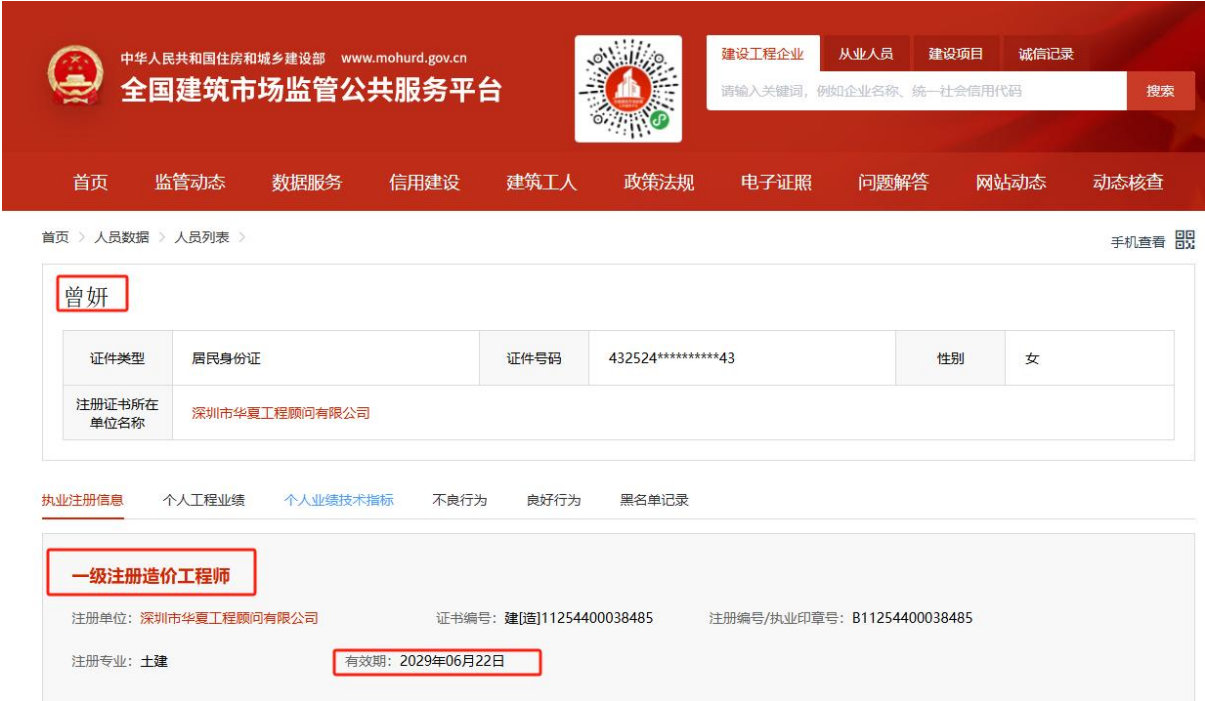 中华人民共和国住房和城乡建设部 www.mohurd.gov.cn
全国建筑市场监管公共服务平台
建设工程企业 从业人员 建设项目 诚信记录
请输入关键词，例如企业名称、统一社会信用代码 搜索
首页 监管动态 数据服务 信用建设 建筑工人 政策法规 电子证照 问题解答 网站动态 动态核查
首页 > 人员数据 > 人员列表 >
手机查看
曾妍
证件类型 居民身份证 证件号码 432524**********43 性别 女
注册证书所在
单位名称
深圳市华夏工程顾问有限公司
执业注册信息 个人工程业绩 个人业绩技术指标 不良行为 良好行为 黑名单记录
一级注册造价工程师
注册单位：深圳市华夏工程顾问有限公司 证书编号：建[造]11254400038485 注册编号/执业印章号：B11254400038485
注册专业：土建 有效期：2029年06月22日